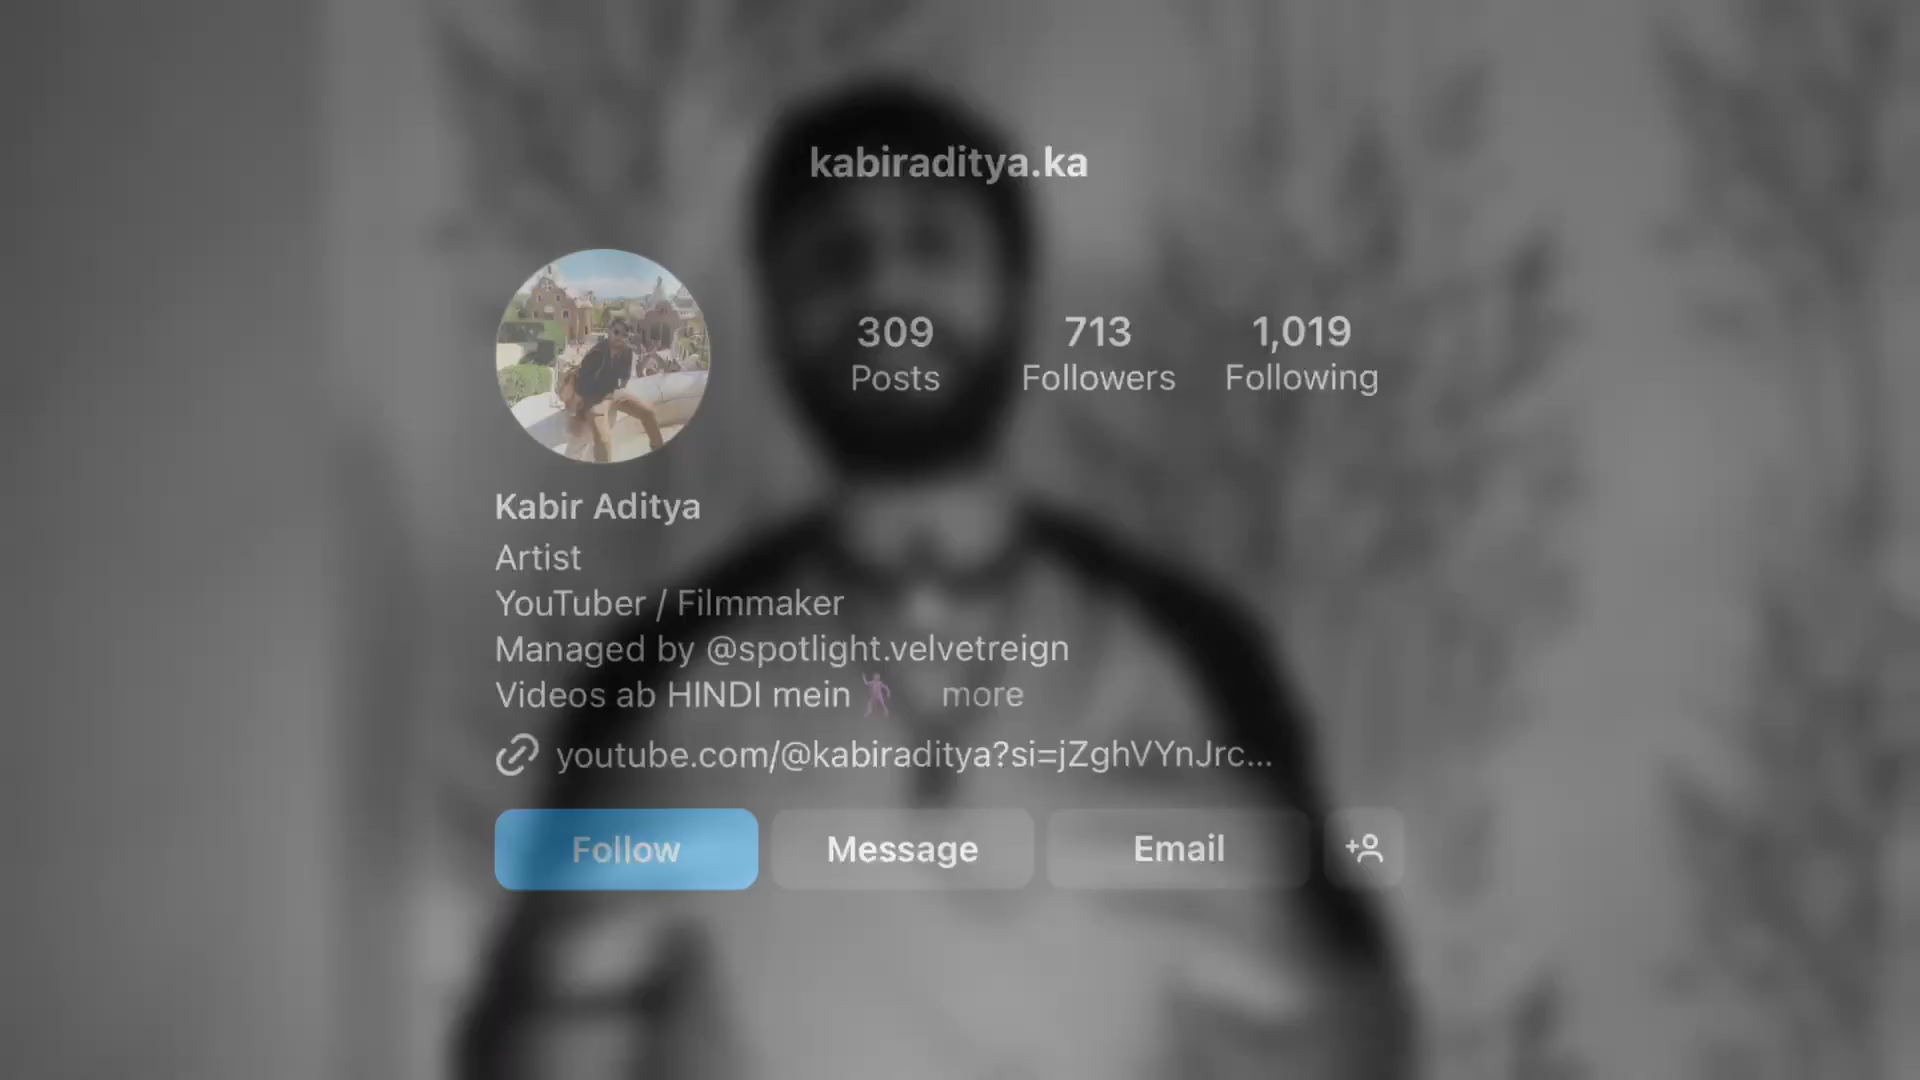 kabiraditya.ka
309 713 1,019
Posts Followers Following
Kabir Aditya
Artist
YouTuber / Filmmaker
Managed by @spotlight.velvetreign
Videos ab HINDI mein 🕺 more
youtube.com/@kabiraditya?si=jZghVYnJrc...
Follow Message Email